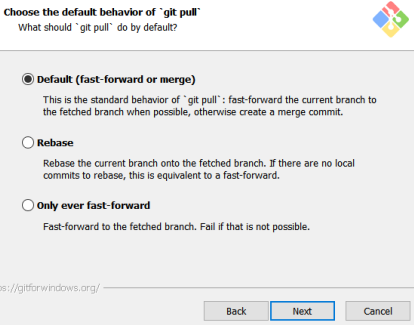 Choose the default behavior of `git pull`
What should `git pull` do by default?
Default (fast-forward or merge)
This is the standard behavior of `git pull`: fast-forward the current branch to
the fetched branch when possible, otherwise create a merge commit.
Rebase
Rebase the current branch onto the fetched branch. If there are no local
commits to rebase, this is equivalent to a fast-forward.
Only ever fast-forward
Fast-forward to the fetched branch. Fail if that is not possible.
ps://gitforwindows.org/
Back Next Cancel